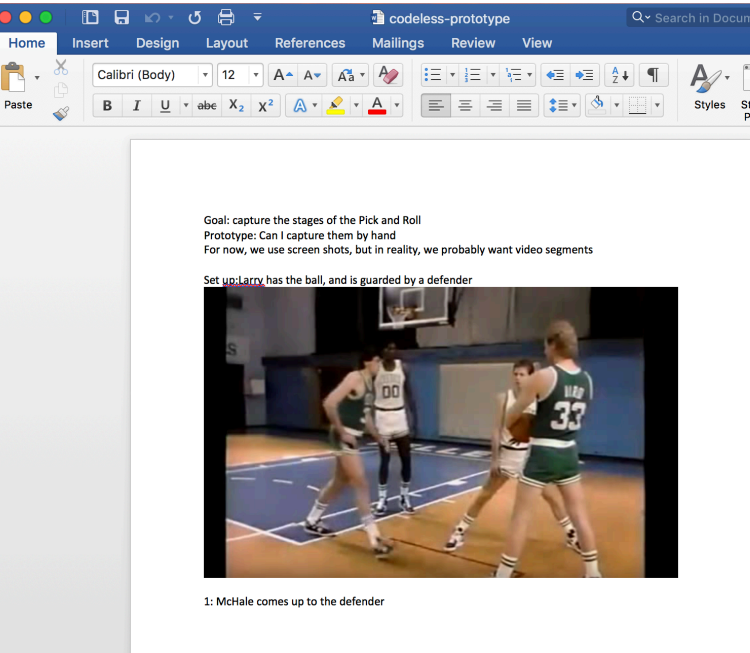 codeless-prototype
Search in Docum
Home Insert Design Layout References Mailings Review View
Paste
Calibri (Body) 12
Styles
St
P
Goal: capture the stages of the Pick and Roll
Prototype: Can I capture them by hand
For now, we use screen shots, but in reality, we probably want video segments
Set up:Larry has the ball, and is guarded by a defender
S
00
BIRD
33
1: McHale comes up to the defender